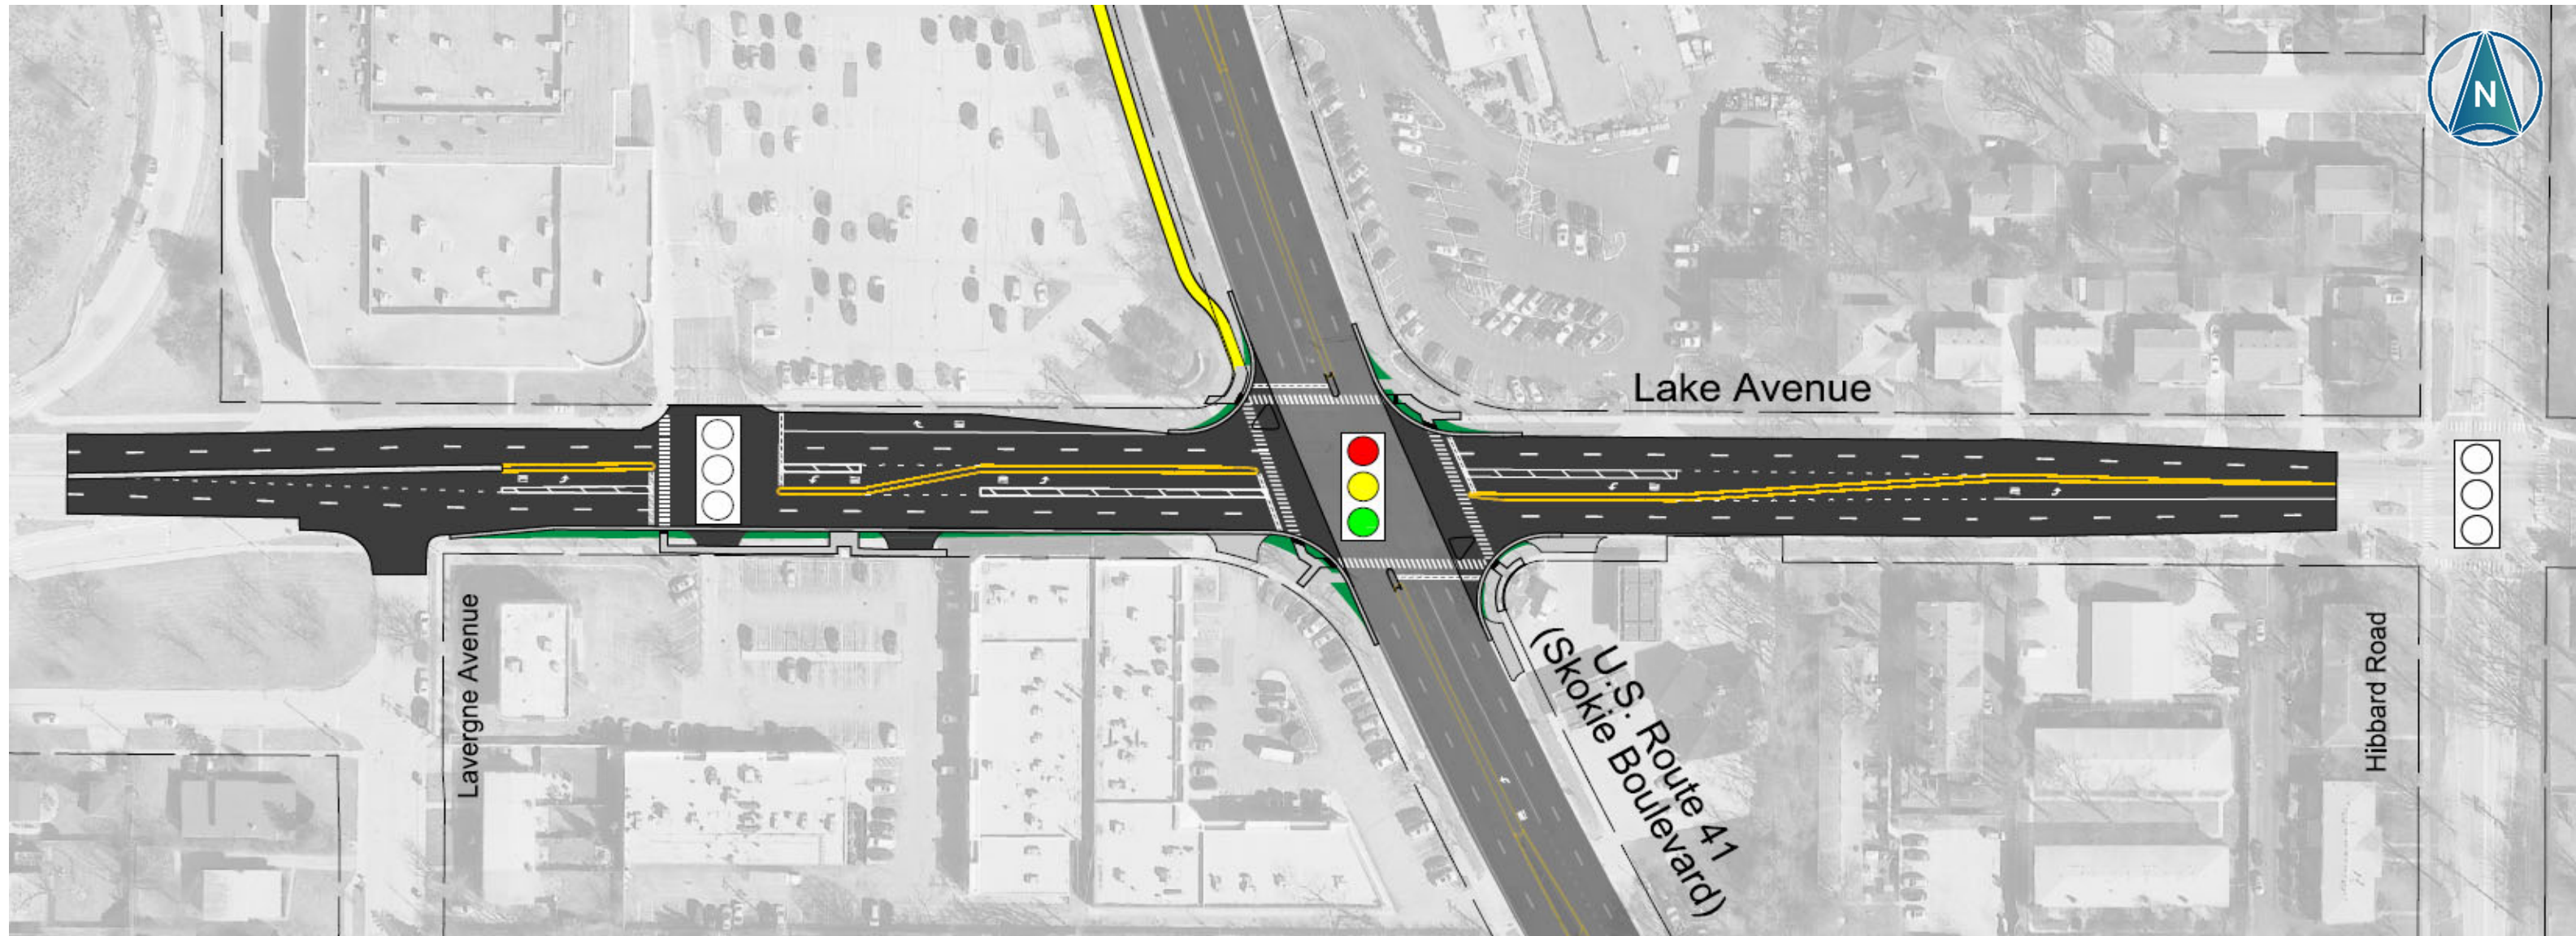 N
Lake Avenue
Lavergne Avenue
U.S. Route 41
(Skokie Boulevard)
Hibbard Road